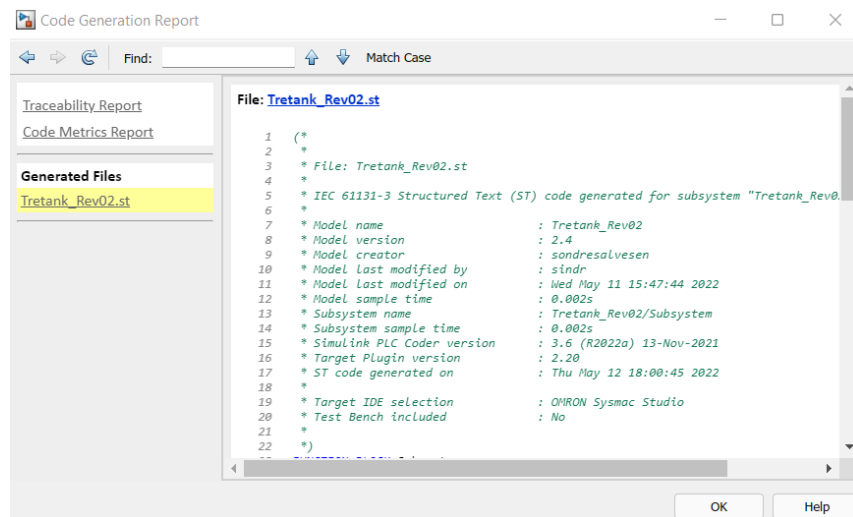 Code Generation Report
Find:
Match Case
Traceability Report
Code Metrics Report
Generated Files
Tretank_Rev02.st
File: Tretank_Rev02.st
1 (*
2 *
3 * File: Tretank_Rev02.st
4 *
5 * IEC 61131-3 Structured Text (ST) code generated for subsystem "Tretank_Rev0
6 *
7 * Model name : Tretank_Rev02
8 * Model version : 2.4
9 * Model creator : sondresalvesen
10 * Model last modified by : sindr
11 * Model last modified on : Wed May 11 15:47:44 2022
12 * Model sample time : 0.002s
13 * Subsystem name : Tretank_Rev02/Subsystem
14 * Subsystem sample time : 0.002s
15 * Simulink PLC Coder version : 3.6 (R2022a) 13-Nov-2021
16 * Target Plugin version : 2.20
17 * ST code generated on : Thu May 12 18:00:45 2022
18 *
19 * Target IDE selection : OMRON Sysmac Studio
20 * Test Bench included : No
21 *
22 *)
OK
Help